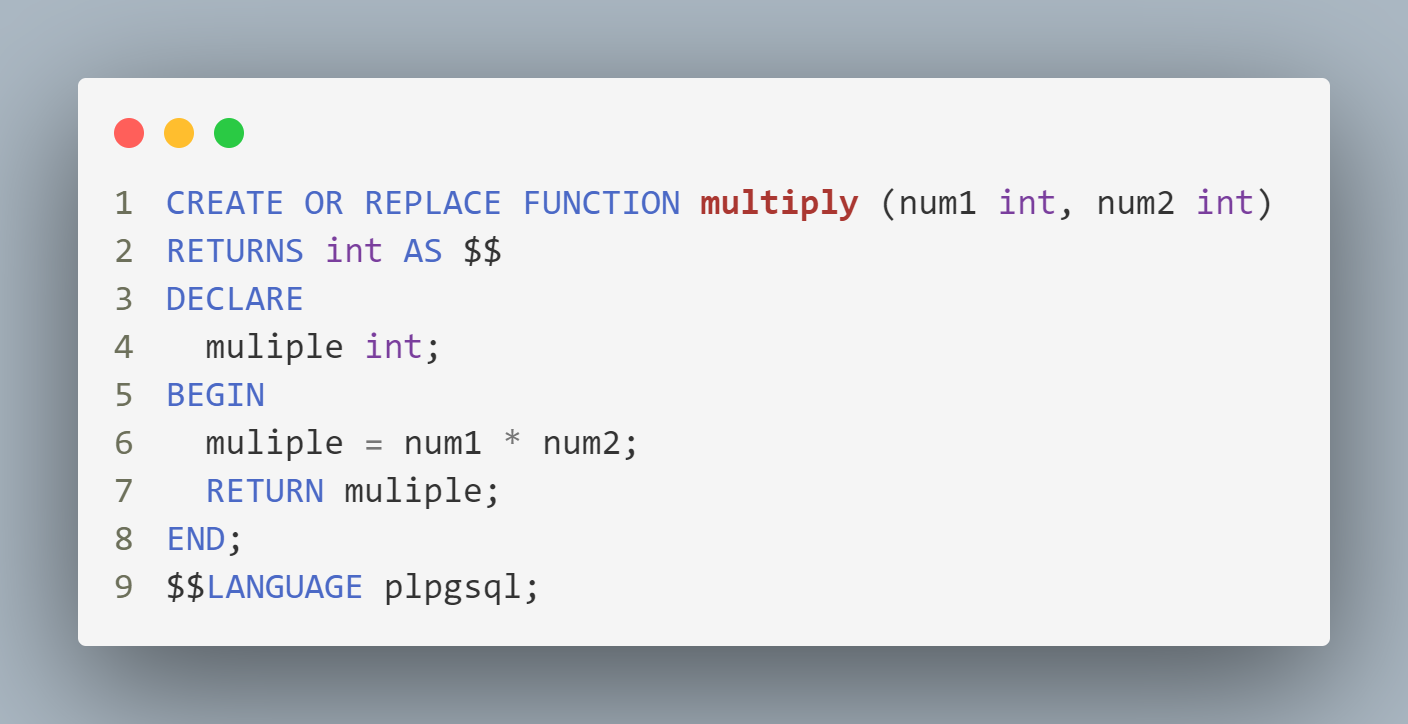 1 CREATE OR REPLACE FUNCTION multiply (num1 int, num2 int)
2 RETURNS int AS $$
3 DECLARE
4   muliple int;
5 BEGIN
6   muliple = num1 * num2;
7   RETURN muliple;
8 END;
9 $$LANGUAGE plpgsql;